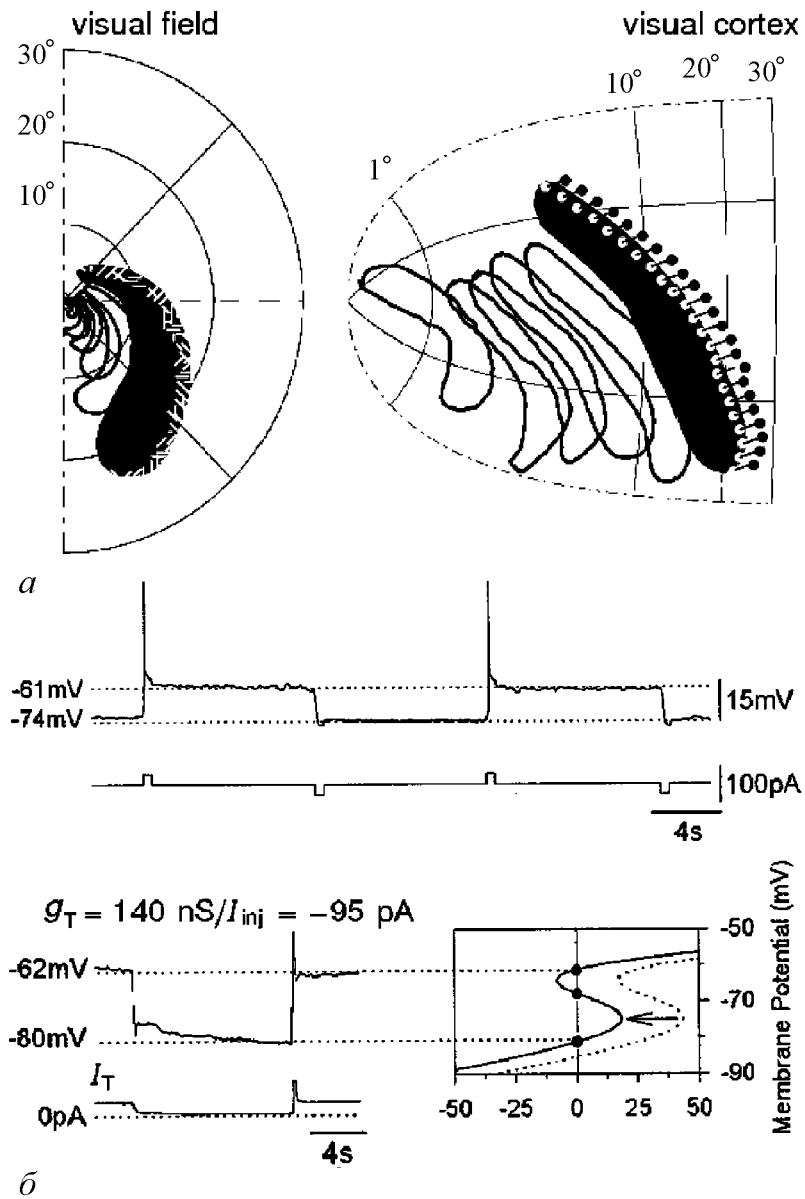 visual field
visual cortex
30°
20°
10°
1°
10°
20°
30°
а
-61mV
-74mV
15mV
100pA
4s
g_T = 140 nS/I_inj = -95 pA
-62mV
-80mV
I_T
0pA
4s
-50
-70
-90
Membrane Potential (mV)
-50 -25 0 25 50
б